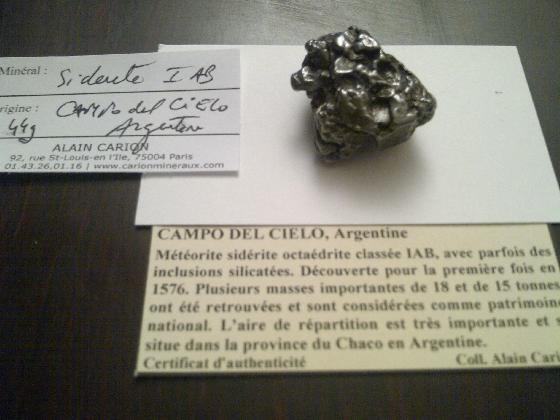 Minéral : Siderite I AB
rigine : CAMPO del CIELO
44g Argentine
ALAIN CARION
92, rue St-Louis-en l'Ile, 75004 Paris
01.43.26.01.16 | www.carionmineraux.com
CAMPO DEL CIELO, Argentine
Météorite sidérite octaédrite classée IAB, avec parfois des
inclusions silicatées. Découverte pour la première fois en
1576. Plusieurs masses importantes de 18 et de 15 tonnes
ont été retrouvées et sont considérées comme patrimoine
national. L'aire de répartition est très importante et s
situe dans la province du Chaco en Argentine.
Certificat d'authenticité Coll. Alain Cari